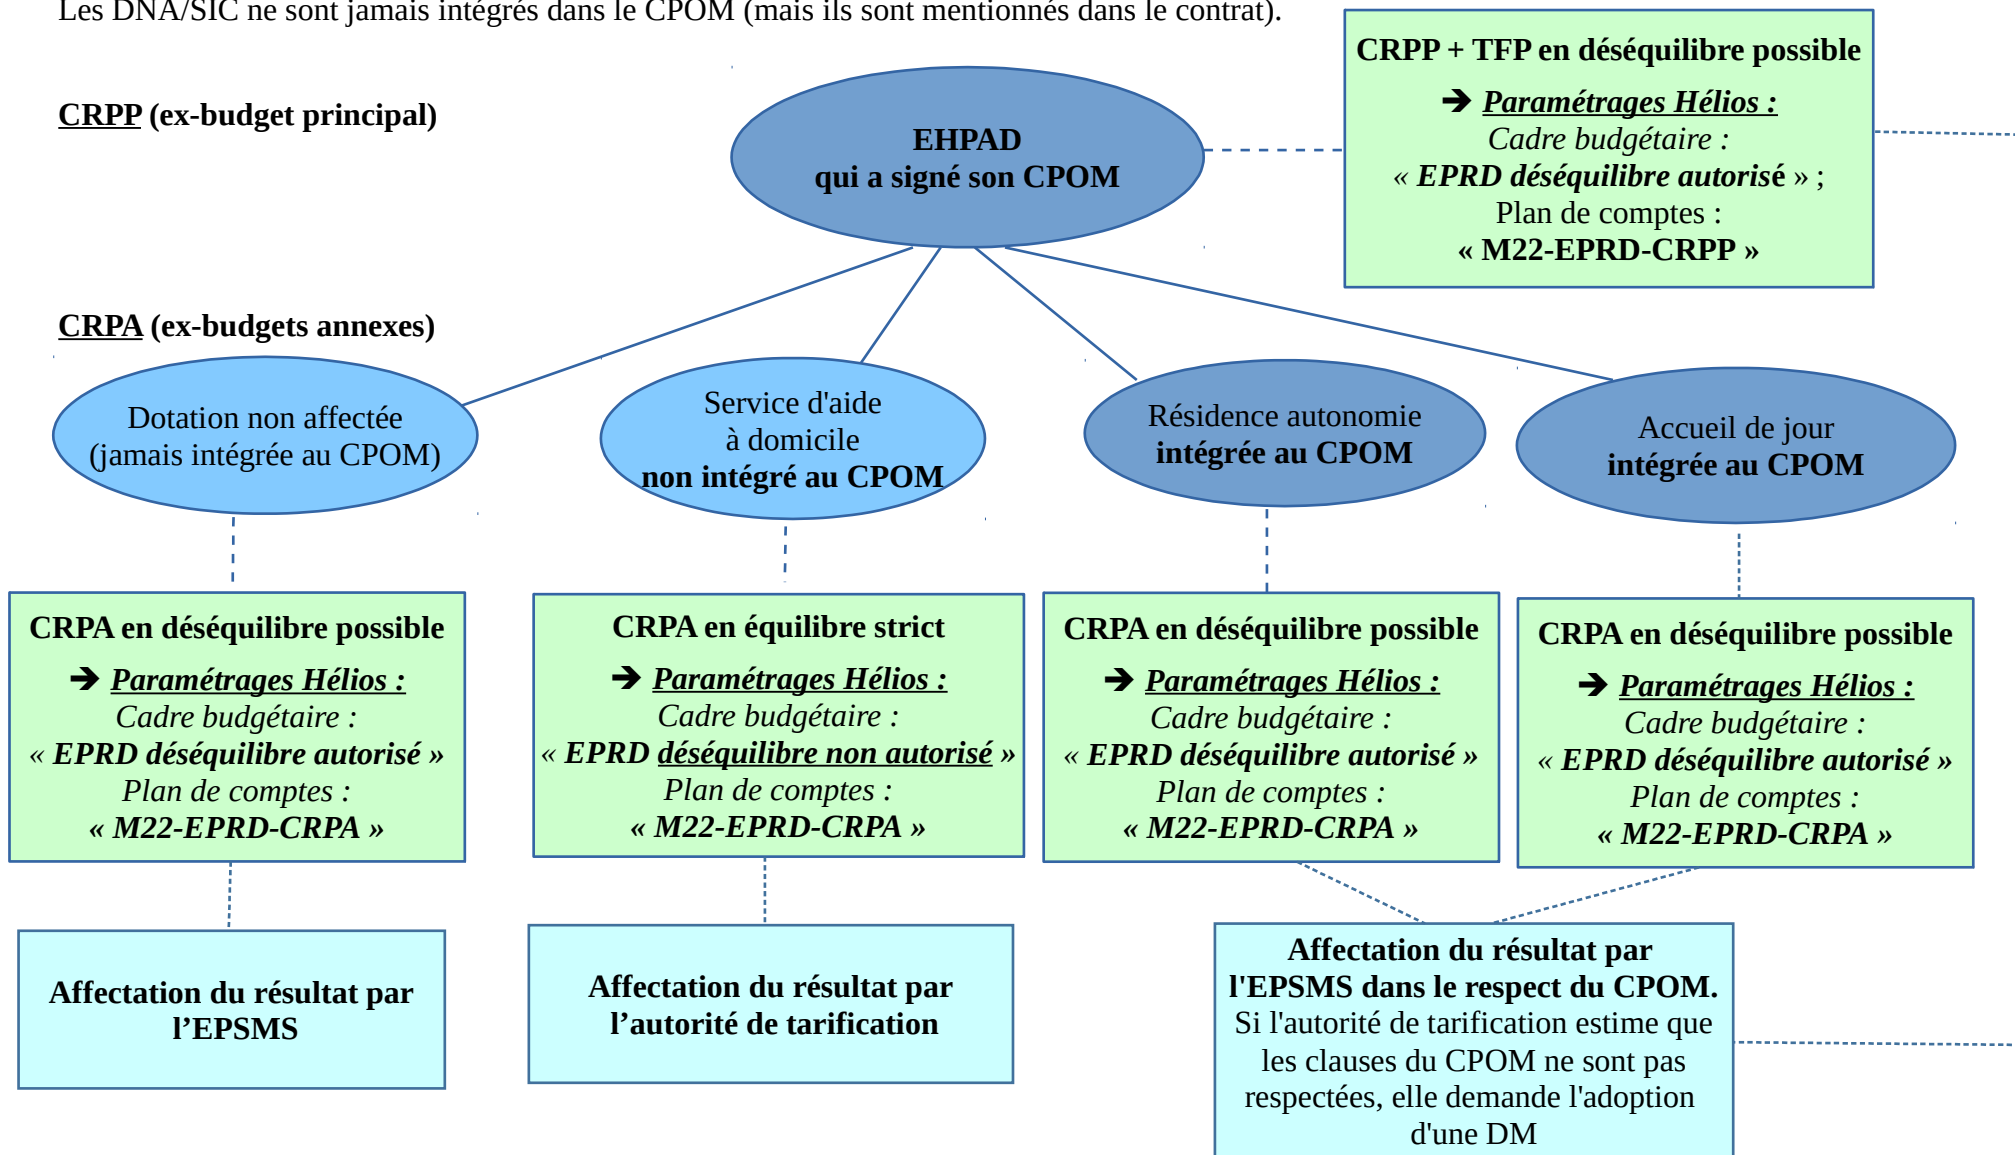 Les DNA/SIC ne sont jamais intégrés dans le CPOM (mais ils sont mentionnés dans le contrat).
CRPP (ex-budget principal)
EHPAD
qui a signé son CPOM
CRPP + TFP en déséquilibre possible
➔ Paramétrages Hélios :
Cadre budgétaire :
« EPRD déséquilibre autorisé » ;
Plan de comptes :
« M22-EPRD-CRPP »
CRPA (ex-budgets annexes)
Dotation non affectée
(jamais intégrée au CPOM)
Service d'aide
à domicile
non intégré au CPOM
Résidence autonomie
intégrée au CPOM
Accueil de jour
intégrée au CPOM
CRPA en déséquilibre possible
➔ Paramétrages Hélios :
Cadre budgétaire :
« EPRD déséquilibre autorisé »
Plan de comptes :
« M22-EPRD-CRPA »
CRPA en équilibre strict
➔ Paramétrages Hélios :
Cadre budgétaire :
« EPRD déséquilibre non autorisé »
Plan de comptes :
« M22-EPRD-CRPA »
CRPA en déséquilibre possible
➔ Paramétrages Hélios :
Cadre budgétaire :
« EPRD déséquilibre autorisé »
Plan de comptes :
« M22-EPRD-CRPA »
CRPA en déséquilibre possible
➔ Paramétrages Hélios :
Cadre budgétaire :
« EPRD déséquilibre autorisé »
Plan de comptes :
« M22-EPRD-CRPA »
Affectation du résultat par
l’EPSMS
Affectation du résultat par
l’autorité de tarification
Affectation du résultat par
l'EPSMS dans le respect du CPOM.
Si l'autorité de tarification estime que
les clauses du CPOM ne sont pas
respectées, elle demande l'adoption
d'une DM